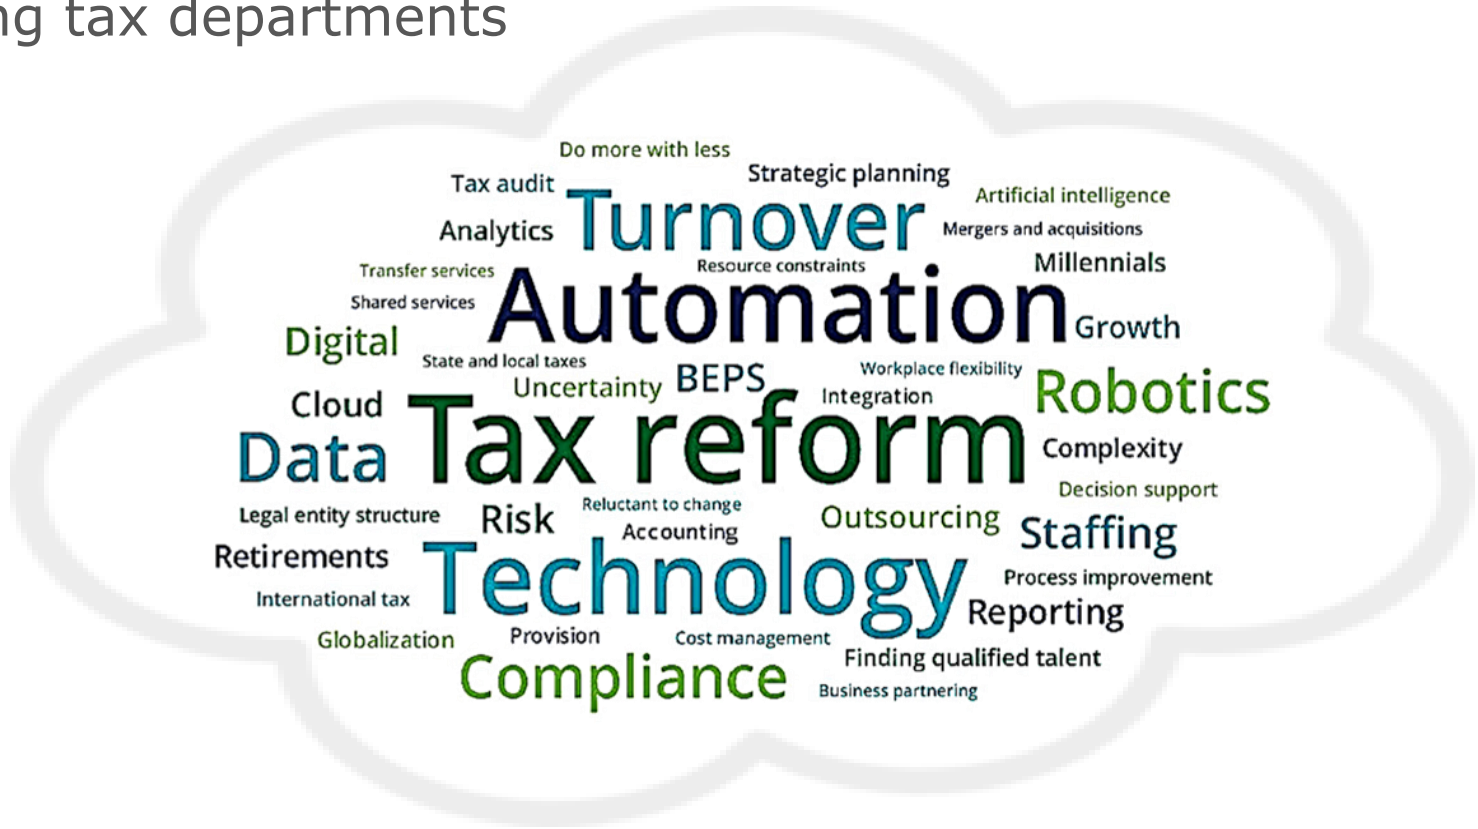 ng tax departments
Do more with less
Strategic planning
Tax audit
Artificial intelligence
Turnover
Analytics
Mergers and acquisitions
Millennials
Resource constraints
Transfer services
Automation
Shared services
Growth
Digital
State and local taxes
Workplace flexibility
BEPS
Uncertainty
Integration
Robotics
Cloud
Tax reform
Data
Complexity
Decision support
Reluctant to change
Legal entity structure
Risk
Outsourcing
Accounting
Staffing
Retirements
Technology
Process improvement
International tax
Reporting
Globalization
Provision
Cost management
Finding qualified talent
Compliance
Business partnering